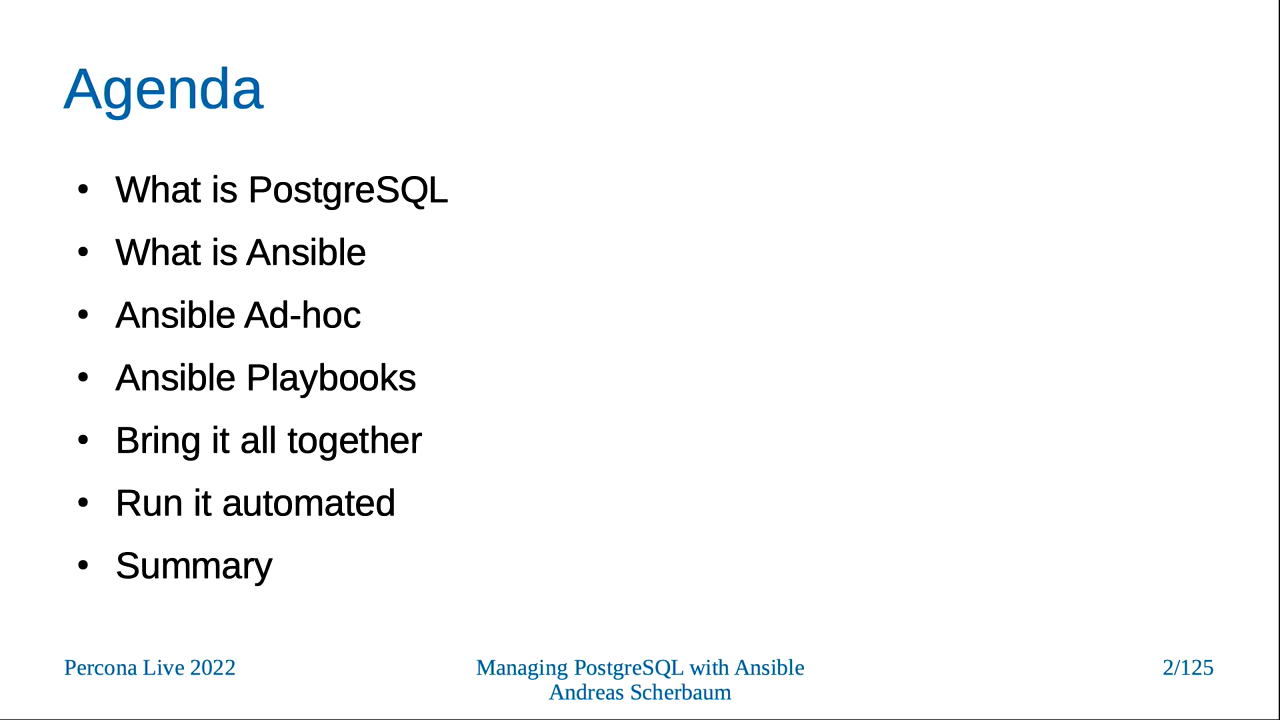 Agenda
• What is PostgreSQL
• What is Ansible
• Ansible Ad-hoc
• Ansible Playbooks
• Bring it all together
• Run it automated
• Summary
Percona Live 2022
Managing PostgreSQL with Ansible
Andreas Scherbaum
2/125